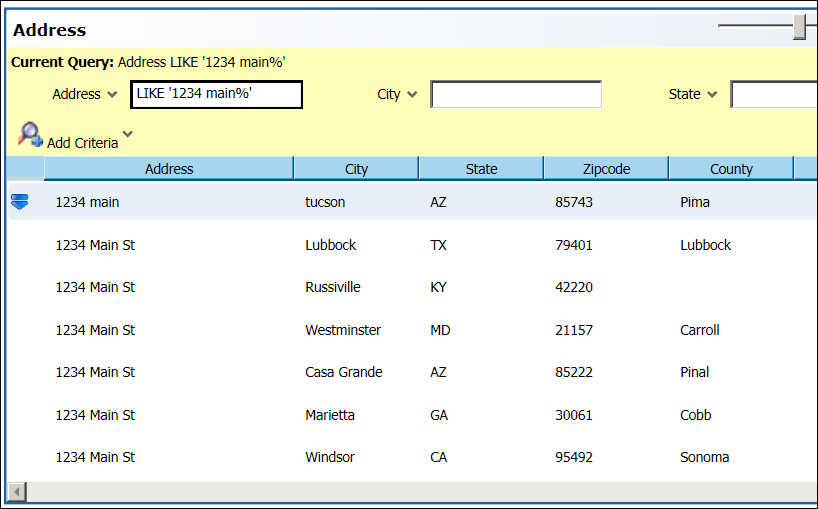 Address
Current Query: Address LIKE '1234 main%'
Address LIKE '1234 main%' City State
Add Criteria
Address City State Zipcode County
1234 main tucson AZ 85743 Pima
1234 Main St Lubbock TX 79401 Lubbock
1234 Main St Russiville KY 42220
1234 Main St Westminster MD 21157 Carroll
1234 Main St Casa Grande AZ 85222 Pinal
1234 Main St Marietta GA 30061 Cobb
1234 Main St Windsor CA 95492 Sonoma